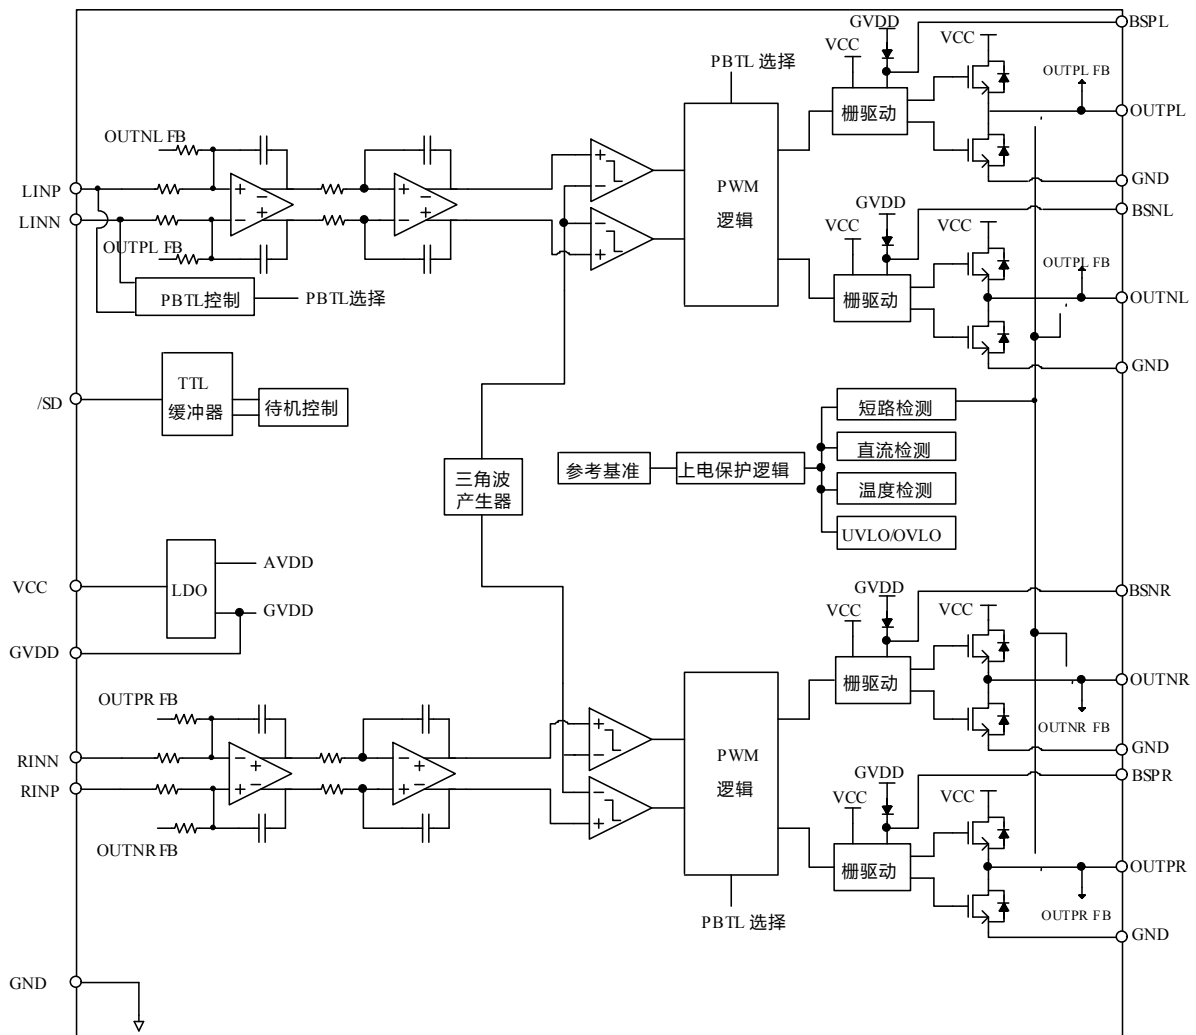 GVDD
BSPL
VCC
VCC
PBTL 选择
OUTPL FB
栅驱动
OUTPL
OUTNL FB
GND
LINP
PWM
逻辑
BSNL
GVDD
LINN
VCC
VCC
OUTPL FB
OUTPL FB
PBTL控制
PBTL选择
栅驱动
OUTNL
GND
TTL
缓冲器
/SD
待机控制
短路检测
直流检测
参考基准
上电保护逻辑
三角波
产生器
温度检测
UVLO/OVLO
AVDD
VCC
LDO
GVDD
GVDD
BSNR
GVDD
VCC
VCC
栅驱动
OUTNR
OUTPR FB
OUTNR FB
GND
RINN
PWM
逻辑
BSPR
GVDD
RINP
VCC
VCC
OUTNR FB
栅驱动
OUTPR
OUTPR FB
PBTL 选择
GND
GND